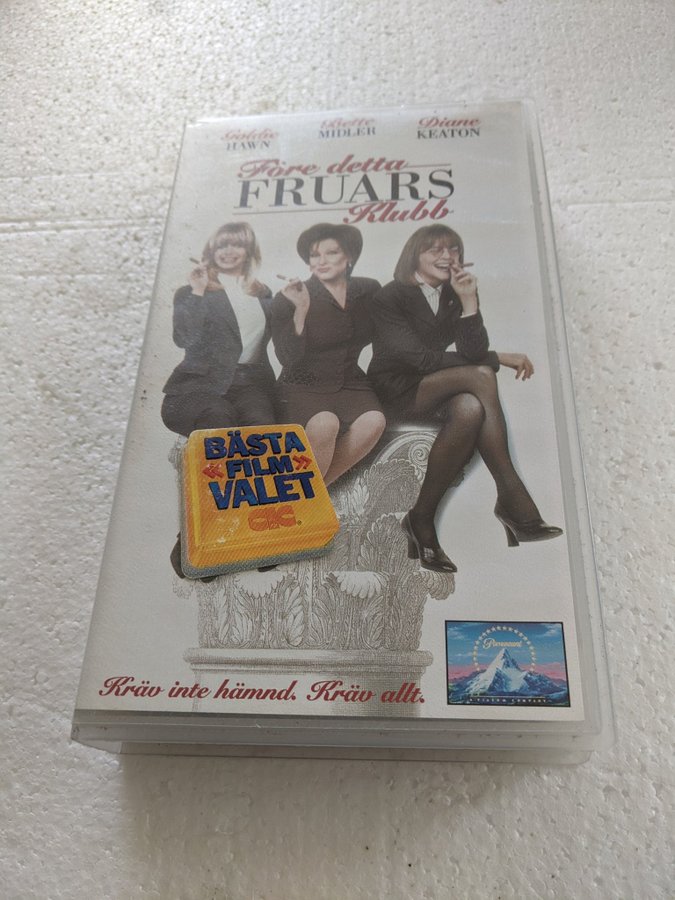 Goldie Bette Diane
HAWN MIDLER KEATON
Före detta
FRUARS
Klubb
BÄSTA
«FILM»
VALET
CIC
®
Kräv inte hämnd. Kräv allt.
Paramount